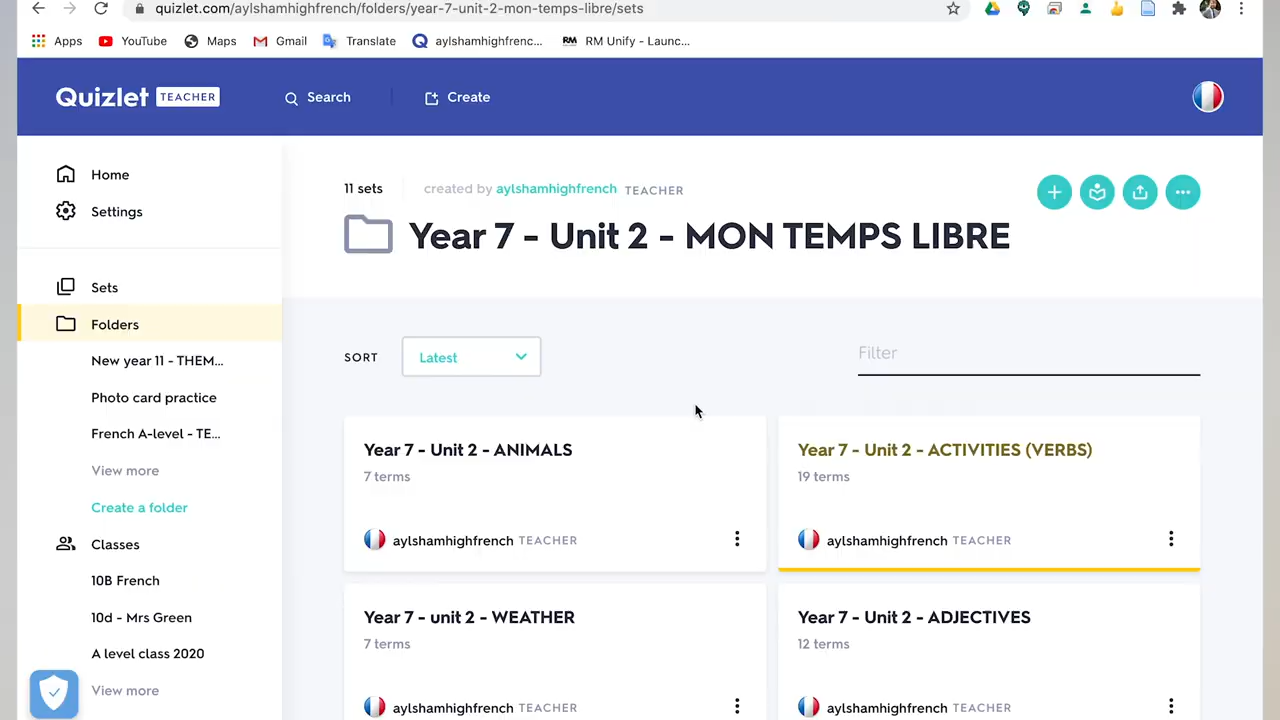 quizlet.com/aylshamhighfrench/folders/year-7-unit-2-mon-temps-libre/sets
Apps YouTube Maps Gmail Translate aylshamhighfrenc... RM RM Unify - Launc...
Quizlet TEACHER Search Create
Home
Settings
Sets
Folders
New year 11 - THEM...
Photo card practice
French A-level - TE...
View more
Create a folder
Classes
10B French
10d - Mrs Green
A level class 2020
View more
11 sets created by aylshamhighfrench TEACHER
Year 7 - Unit 2 - MON TEMPS LIBRE
SORT Latest Filter
Year 7 - Unit 2 - ANIMALS
7 terms
aylshamhighfrench TEACHER
Year 7 - Unit 2 - ACTIVITIES (VERBS)
19 terms
aylshamhighfrench TEACHER
Year 7 - unit 2 - WEATHER
7 terms
aylshamhighfrench TEACHER
Year 7 - Unit 2 - ADJECTIVES
12 terms
aylshamhighfrench TEACHER